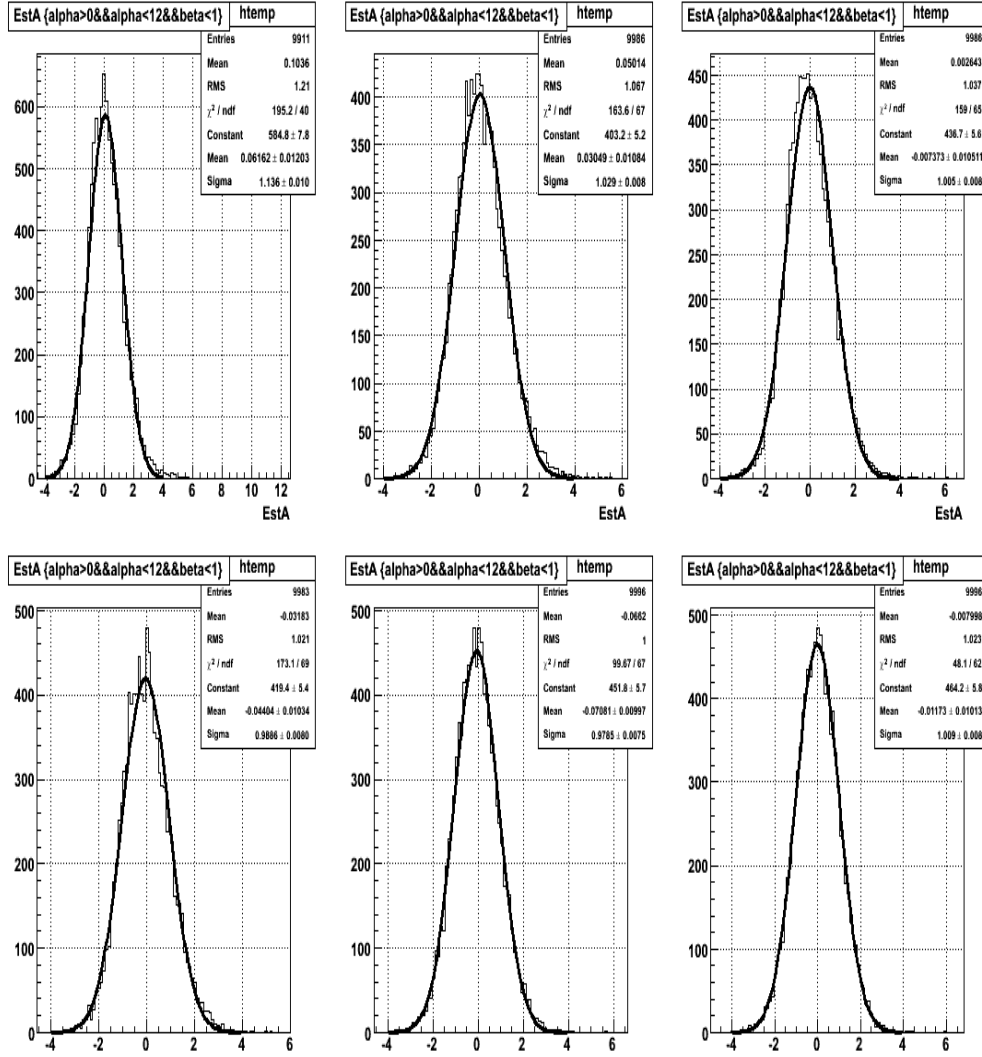 EstA {alpha>0&&alpha<12&&beta<1}
htemp
Entries 9911
Mean 0.1036
RMS 1.21
χ² / ndf 195.2 / 40
Constant 584.8 ± 7.8
Mean 0.06162 ± 0.01203
Sigma 1.136 ± 0.010
600
500
400
300
200
100
0
-4 -2 0 2 4 6 8 10 12
EstA
EstA {alpha>0&&alpha<12&&beta<1}
htemp
Entries 9986
Mean 0.05014
RMS 1.067
χ² / ndf 163.6 / 67
Constant 403.2 ± 5.2
Mean 0.03049 ± 0.01084
Sigma 1.029 ± 0.008
400
350
300
250
200
150
100
50
0
-4 -2 0 2 4 6
EstA
EstA {alpha>0&&alpha<12&&beta<1}
htemp
Entries 9986
Mean 0.002643
RMS 1.037
χ² / ndf 159 / 65
Constant 436.7 ± 5.6
Mean -0.007373 ± 0.010511
Sigma 1.005 ± 0.008
450
400
350
300
250
200
150
100
50
0
-4 -2 0 2 4 6
EstA
EstA {alpha>0&&alpha<12&&beta<1}
htemp
Entries 9983
Mean -0.03183
RMS 1.021
χ² / ndf 173.1 / 69
Constant 419.4 ± 5.4
Mean -0.04404 ± 0.01034
Sigma 0.9886 ± 0.0080
500
400
300
200
100
0
-4 -2 0 2 4 6
EstA {alpha>0&&alpha<12&&beta<1}
htemp
Entries 9996
Mean -0.0662
RMS 1
χ² / ndf 99.67 / 67
Constant 451.8 ± 5.7
Mean -0.07081 ± 0.00997
Sigma 0.9785 ± 0.0075
500
400
300
200
100
0
-4 -2 0 2 4 6
EstA {alpha>0&&alpha<12&&beta<1}
htemp
Entries 9996
Mean -0.007998
RMS 1.023
χ² / ndf 48.1 / 62
Constant 464.2 ± 5.8
Mean -0.01173 ± 0.01013
Sigma 1.009 ± 0.008
500
400
300
200
100
0
-4 -2 0 2 4 6